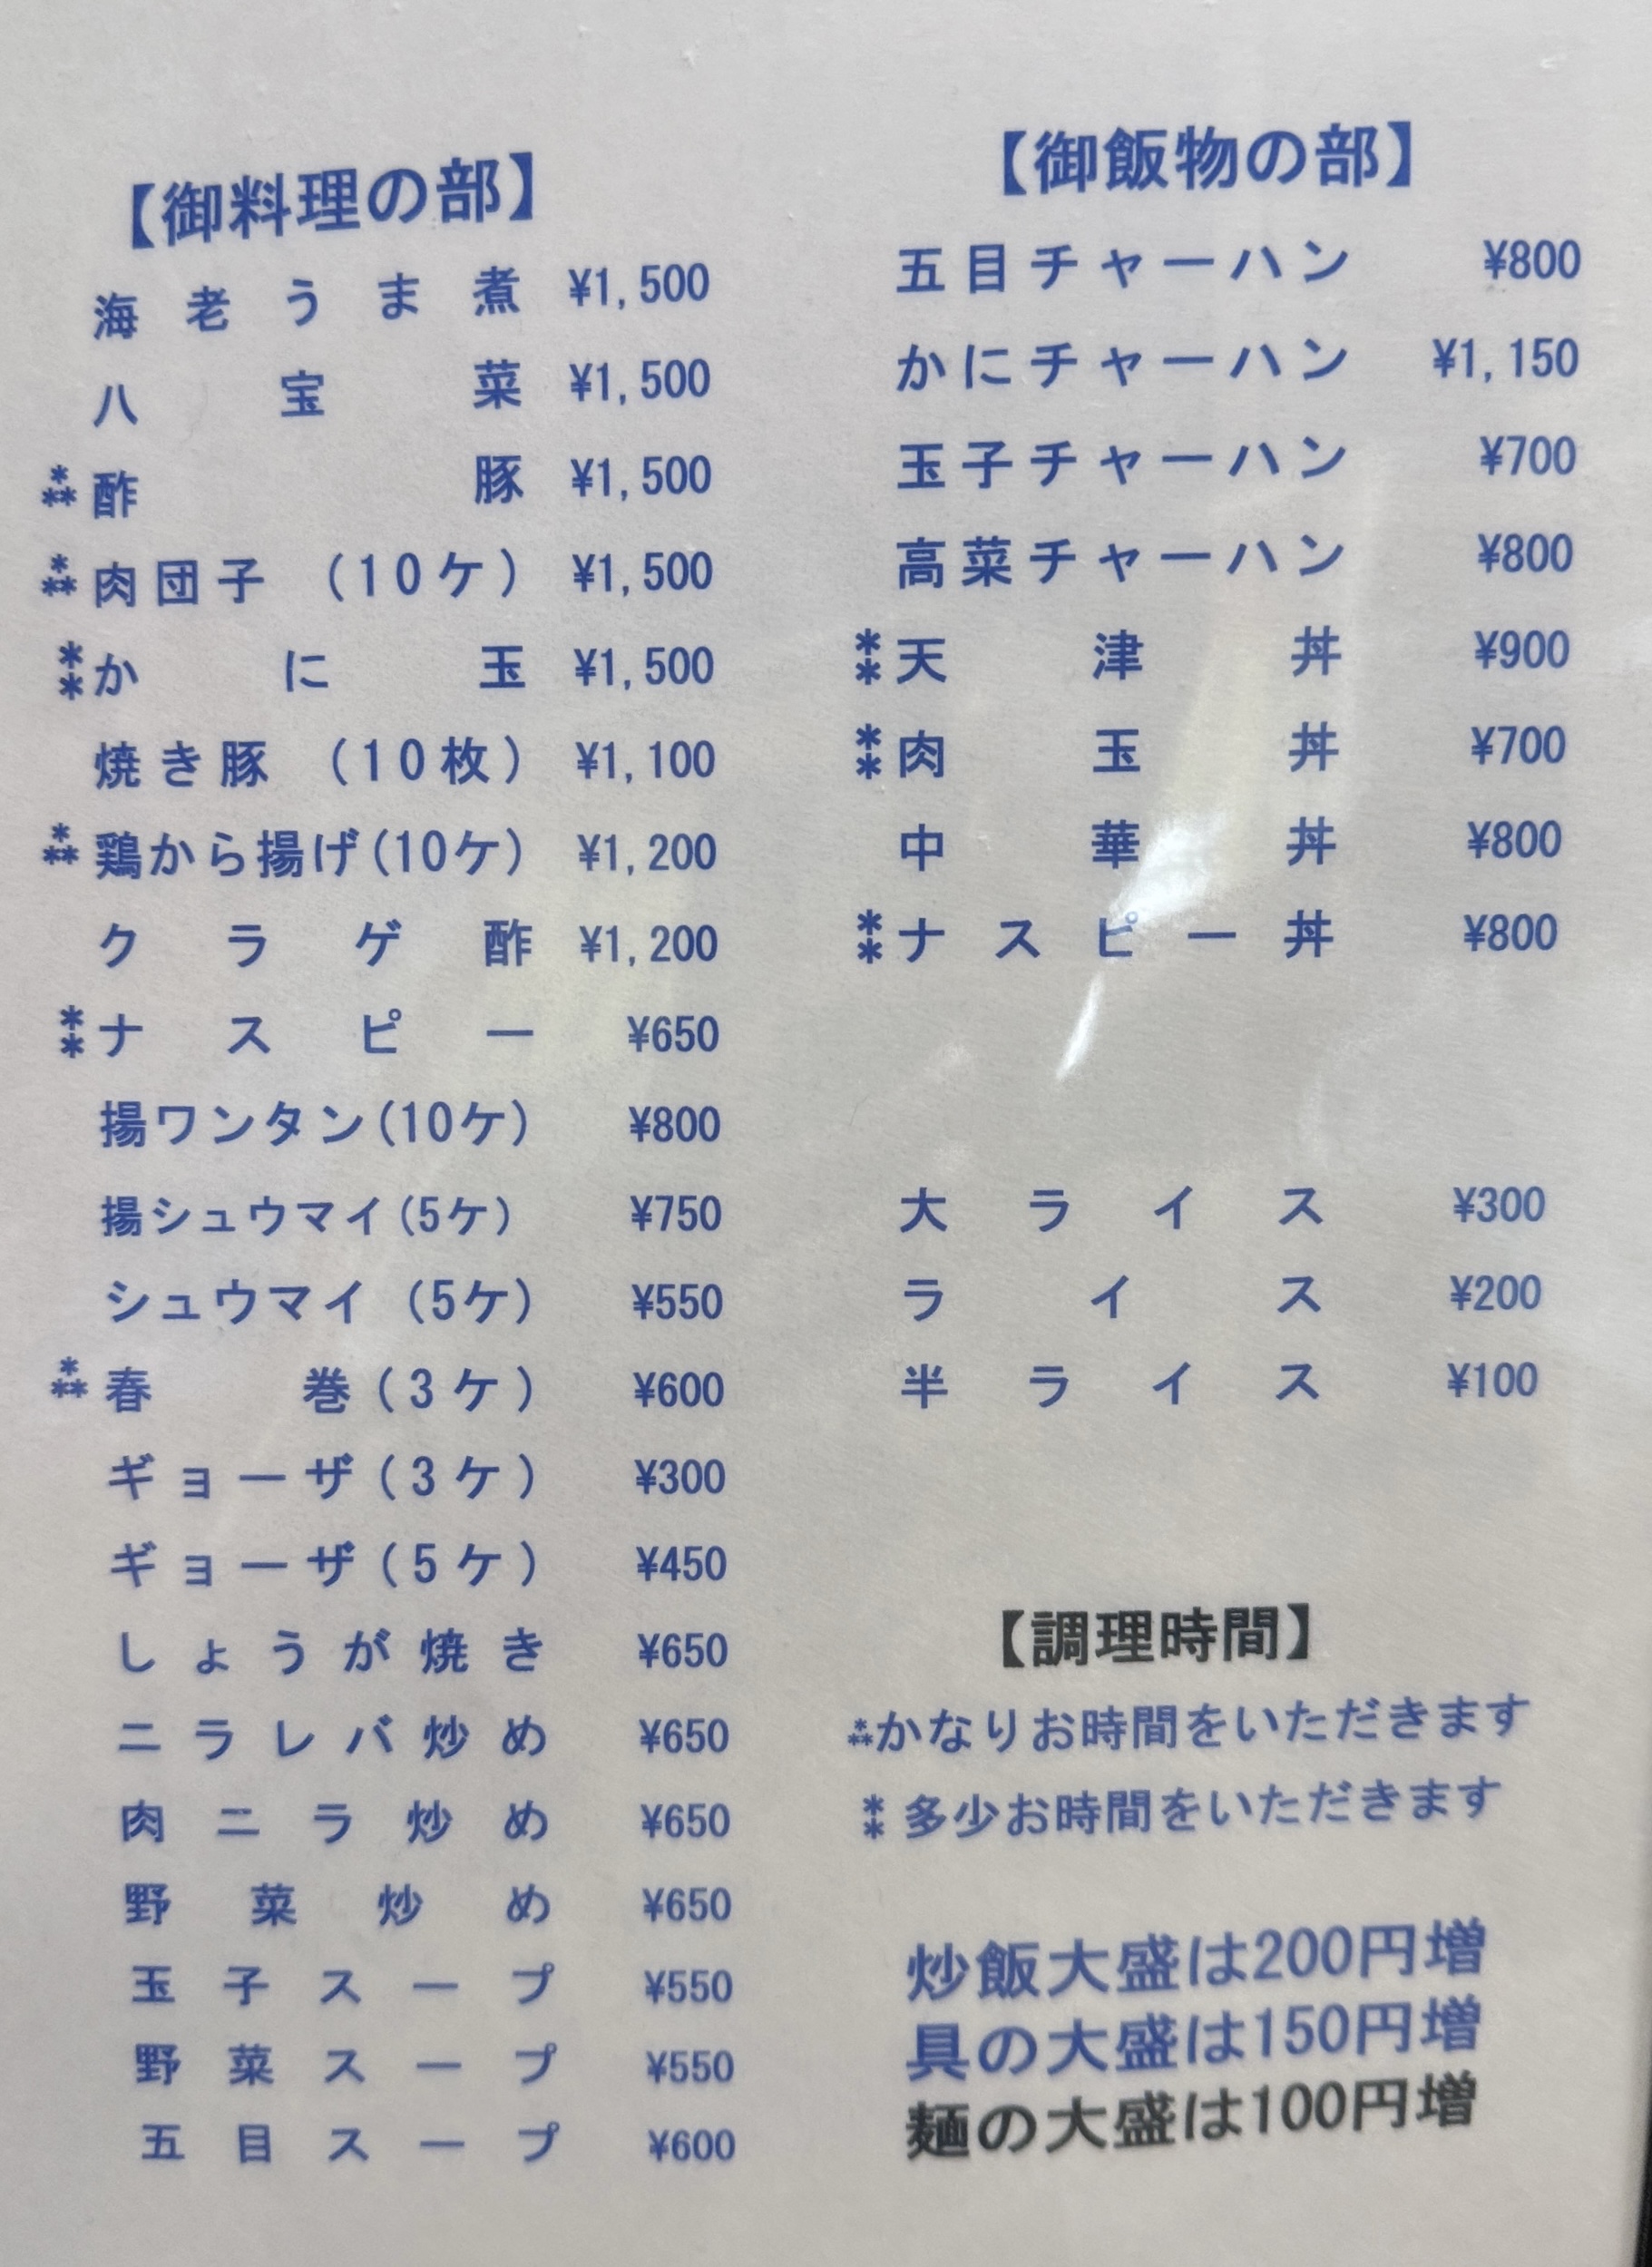 【御料理の部】
海老うま煮 ¥1,500
八宝菜 ¥1,500
⁂酢豚 ¥1,500
⁂肉団子 (10ケ) ¥1,500
⁑かに玉 ¥1,500
焼き豚 (10枚) ¥1,100
⁂鶏から揚げ(10ケ) ¥1,200
クラゲ酢 ¥1,200
⁑ナスピー ¥650
揚ワンタン(10ケ) ¥800
揚シュウマイ(5ケ) ¥750
シュウマイ (5ケ) ¥550
⁂春巻(3ケ) ¥600
ギョーザ(3ケ) ¥300
ギョーザ(5ケ) ¥450
しょうが焼き ¥650
ニラレバ炒め ¥650
肉ニラ炒め ¥650
野菜炒め ¥650
玉子スープ ¥550
野菜スープ ¥550
五目スープ ¥600
【御飯物の部】
五目チャーハン ¥800
かにチャーハン ¥1,150
玉子チャーハン ¥700
高菜チャーハン ¥800
⁑天津丼 ¥900
⁑肉玉丼 ¥700
中華丼 ¥800
⁑ナスピー丼 ¥800
大ライス ¥300
ライス ¥200
半ライス ¥100
【調理時間】
⁂かなりお時間をいただきます
⁑多少お時間をいただきます
炒飯大盛は200円増
具の大盛は150円増
麺の大盛は100円増